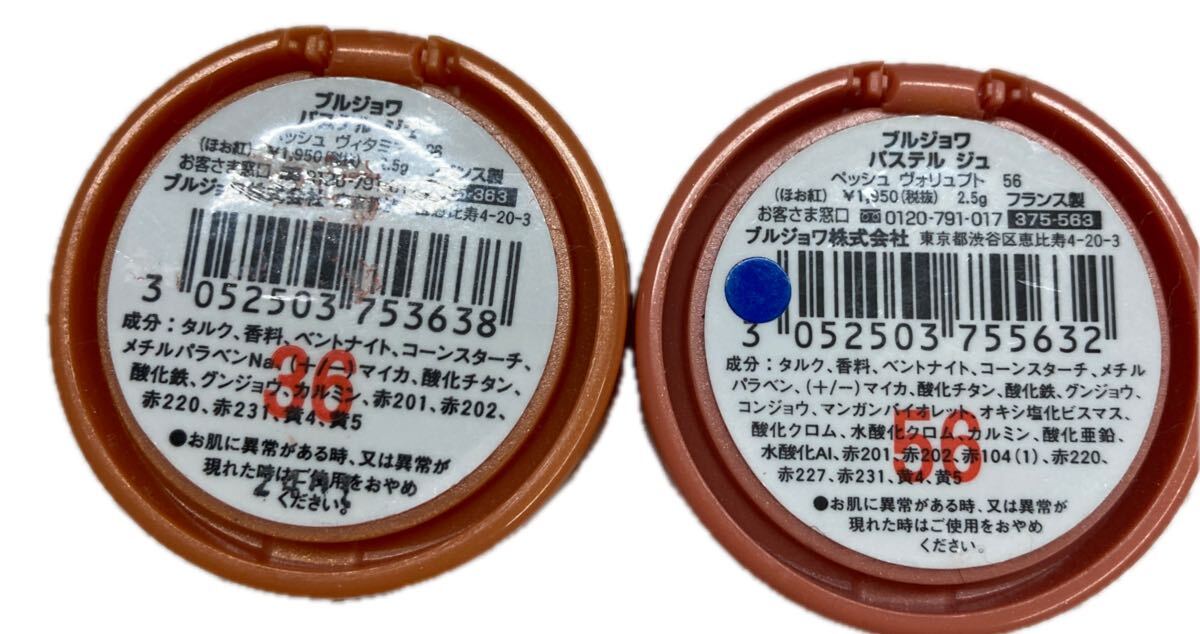 ブルジョワ
パステル ジュ
ペッシュ ヴィタミ
(ほお紅) ¥1,950(税抜) 2.5g フランス製
お客さま窓口 0120-791-01 363
ブルジョ 恵比寿4-20-3
3 052503 753638
成分:タルク、香料、ベントナイト、コーンスターチ、
メチルパラベンNa、(+/−)マイカ、酸化チタン、
酸化鉄、グンジョウ、カルミン、赤201、赤202、
赤220、赤231、黄4、黄5
36
●お肌に異常がある時、又は異常が
現れた時はご使用をおやめ
ください。
ブルジョワ
パステル ジュ
ペッシュ ヴォリュプト 56
(ほお紅) ¥1,950(税抜) 2.5g フランス製
お客さま窓口 0120-791-017 375-563
ブルジョワ株式会社 東京都渋谷区恵比寿4-20-3
3 052503 755632
成分:タルク、香料、ベントナイト、コーンスターチ、メチル
パラベン、(+/−)マイカ、酸化チタン、酸化鉄、グンジョウ、
コンジョウ、マンガンバイオレット、オキシ塩化ビスマス、
酸化クロム、水酸化クロム、カルミン、酸化亜鉛、
水酸化Al、赤201、赤202、赤104(1)、赤220、
赤227、赤231、黄4、黄5
56
●お肌に異常がある時、又は異常が
現れた時はご使用をおやめ
ください。